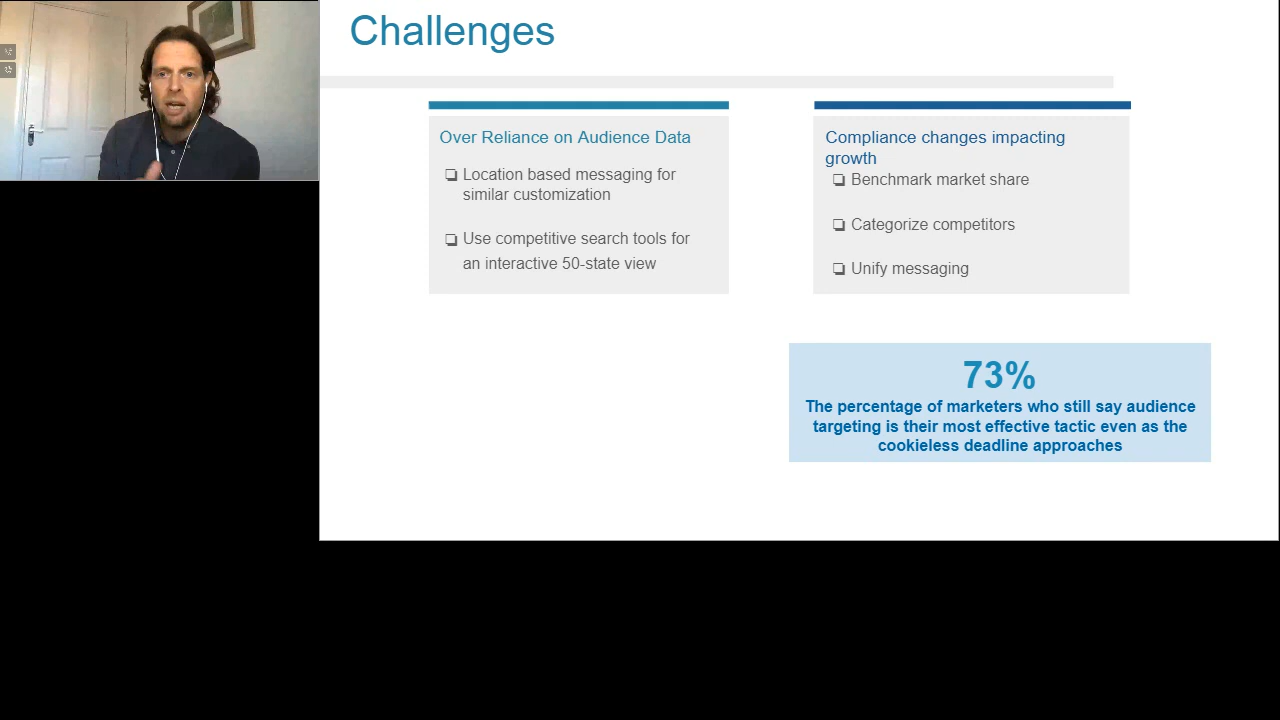 Challenges
Over Reliance on Audience Data
❏ Location based messaging for
similar customization
❏ Use competitive search tools for
an interactive 50-state view
Compliance changes impacting
growth
❏ Benchmark market share
❏ Categorize competitors
❏ Unify messaging
73%
The percentage of marketers who still say audience
targeting is their most effective tactic even as the
cookieless deadline approaches